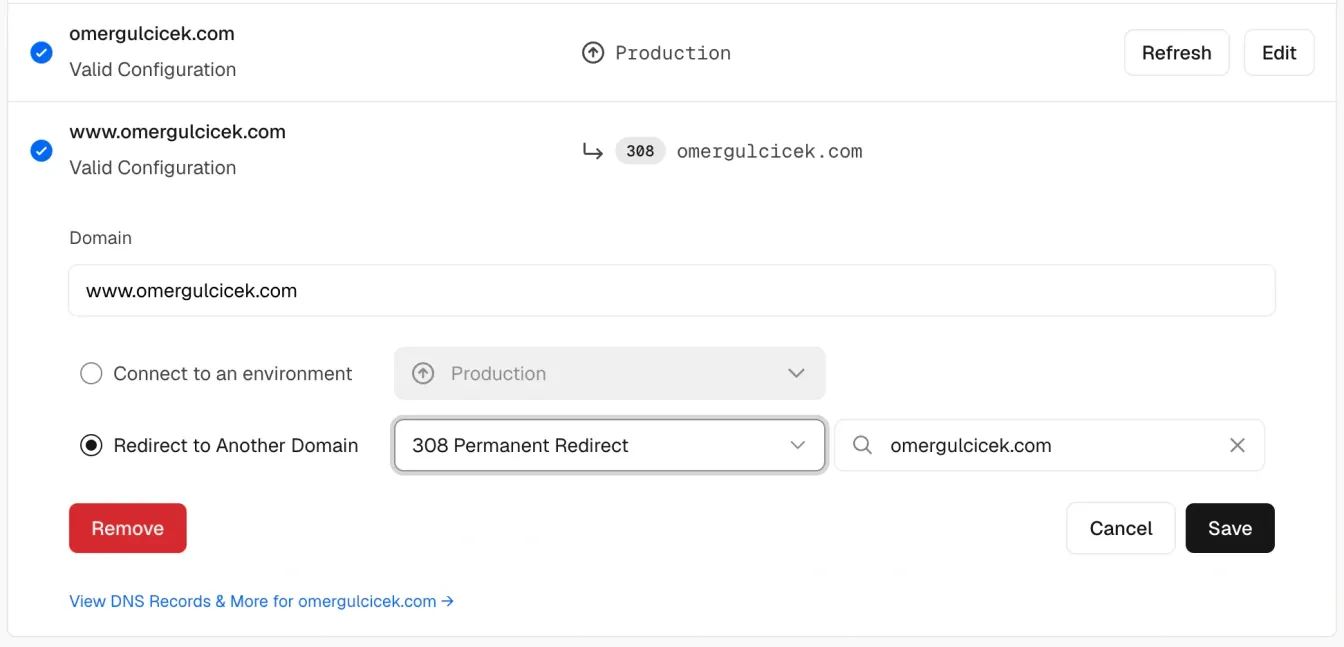 omergulcicek.com
Valid Configuration
Production
Refresh
Edit
www.omergulcicek.com
Valid Configuration
308 omergulcicek.com
Domain
www.omergulcicek.com
Connect to an environment
Production
Redirect to Another Domain
308 Permanent Redirect
omergulcicek.com
Remove
Cancel
Save
View DNS Records & More for omergulcicek.com →